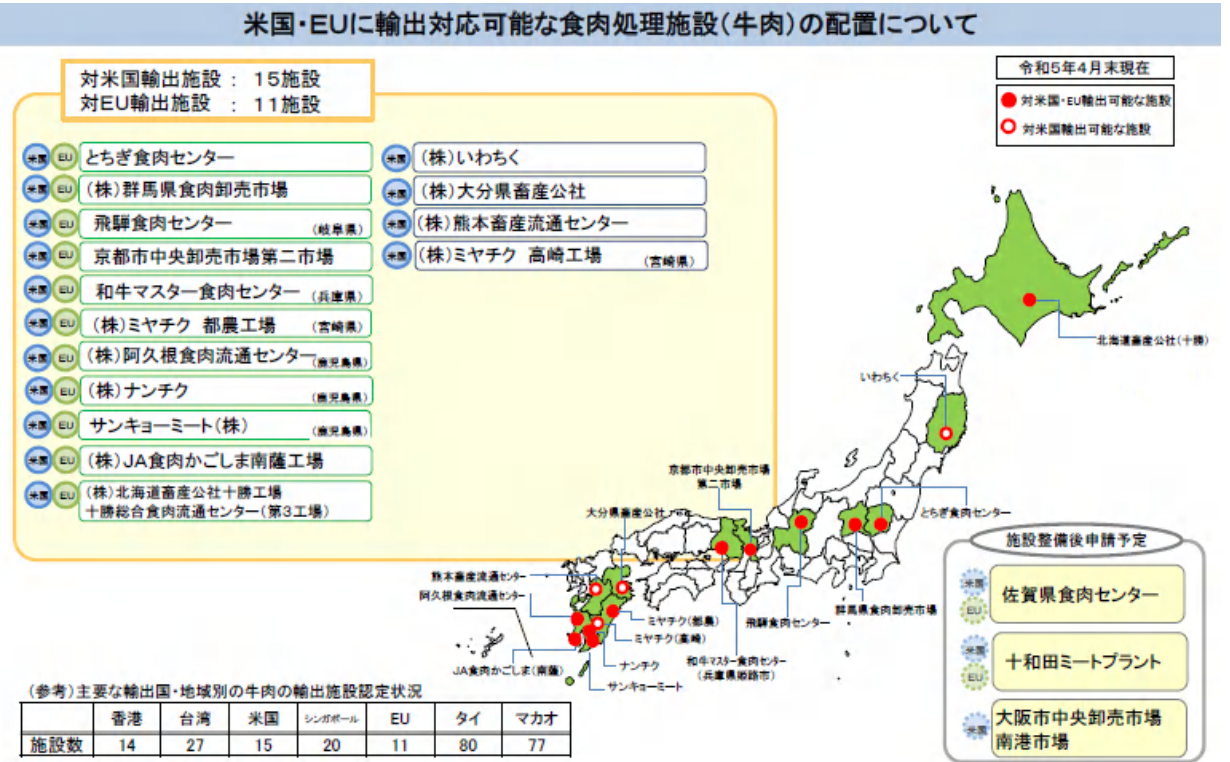 米国・EUに輸出対応可能な食肉処理施設(牛肉)の配置について
令和5年4月末現在
対米国・EU輸出可能な施設
対米国輸出可能な施設
対米国輸出施設 : 15施設
対EU輸出施設 : 11施設
米国 EU とちぎ食肉センター
米国 EU (株)群馬県食肉卸売市場
米国 EU 飛騨食肉センター (岐阜県)
米国 EU 京都市中央卸売市場第二市場
米国 EU 和牛マスター食肉センター (兵庫県)
米国 EU (株)ミヤチク 都農工場 (宮崎県)
米国 EU (株)阿久根食肉流通センター (鹿児島県)
米国 EU (株)ナンチク (鹿児島県)
米国 EU サンキョーミート(株) (鹿児島県)
米国 EU (株)JA食肉かごしま南薩工場
米国 EU (株)北海道畜産公社十勝工場
十勝総合食肉流通センター(第3工場)
米国 (株)いわちく
米国 (株)大分県畜産公社
米国 (株)熊本畜産流通センター
米国 (株)ミヤチク 高崎工場 (宮崎県)
北海道畜産公社(十勝)
いわちく
京都市中央卸売市場
第二市場
大分県畜産公社
とちぎ食肉センター
熊本畜産流通センター
阿久根食肉流通センター
群馬県食肉卸売市場
飛騨食肉センター
ミヤチク(都農)
ミヤチク(高崎)
和牛マスター食肉センター
(兵庫県姫路市)
ナンチク
JA食肉かごしま(南薩)
サンキョーミート
施設整備後申請予定
米国 EU 佐賀県食肉センター
米国 EU 十和田ミートプラント
米国 大阪市中央卸売市場
南港市場
(参考)主要な輸出国・地域別の牛肉の輸出施設認定状況
香港 台湾 米国 シンガポール EU タイ マカオ
施設数 14 27 15 20 11 80 77